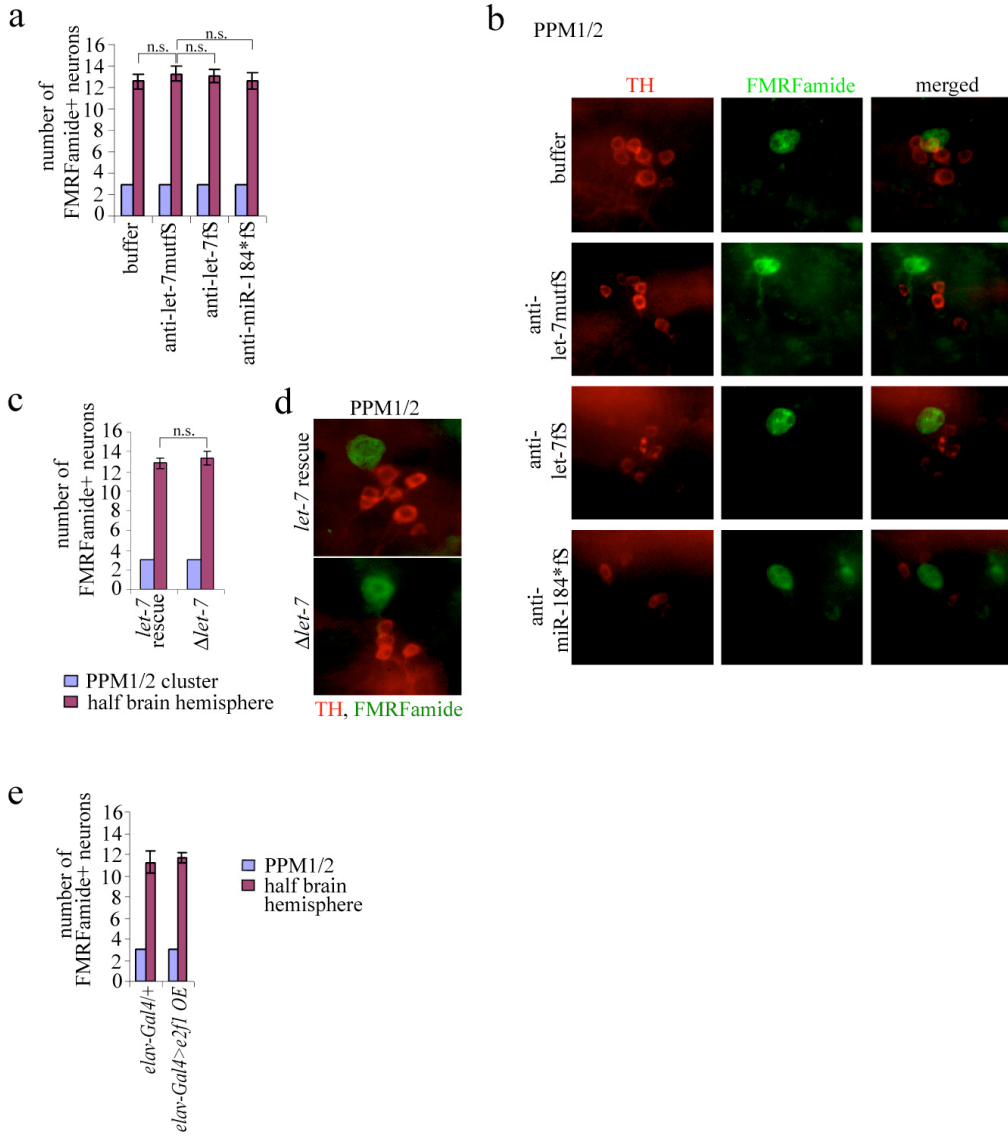 a
number of
FMRFamide+ neurons
16
14
12
10
8
6
4
2
0
n.s.
n.s.
n.s.
buffer
anti-let-7mutfS
anti-let-7fS
anti-miR-184*fS
b
PPM1/2
TH
FMRFamide
merged
buffer
anti-
let-7mutfS
anti-
let-7fS
anti-
miR-184*fS
c
number of
FMRFamide+ neurons
16
14
12
10
8
6
4
2
0
n.s.
let-7
rescue
Δlet-7
PPM1/2 cluster
half brain hemisphere
d
PPM1/2
let-7 rescue
Δlet-7
TH, FMRFamide
e
number of
FMRFamide+ neurons
16
14
12
10
8
6
4
2
0
elav-Gal4/+
elav-Gal4>e2f1 OE
PPM1/2
half brain
hemisphere